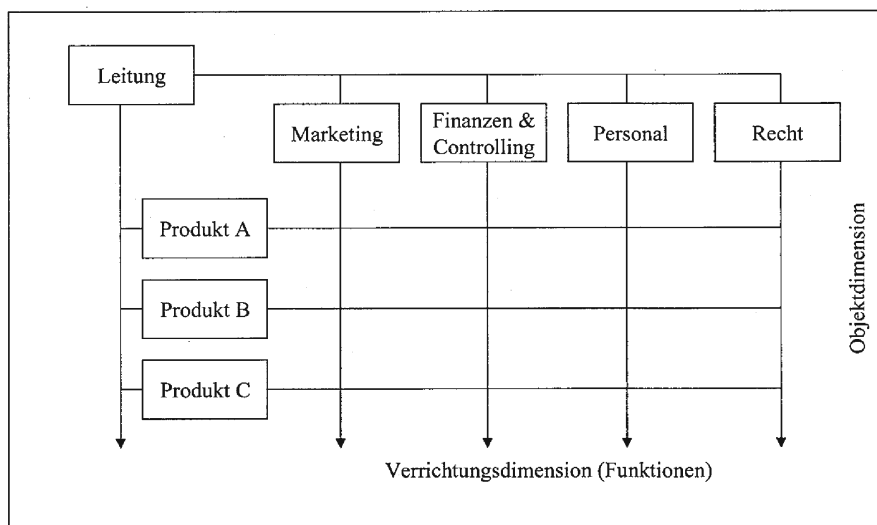 Leitung
Marketing
Finanzen &
Controlling
Personal
Recht
Produkt A
Produkt B
Produkt C
Objektdimension
Verrichtungsdimension (Funktionen)